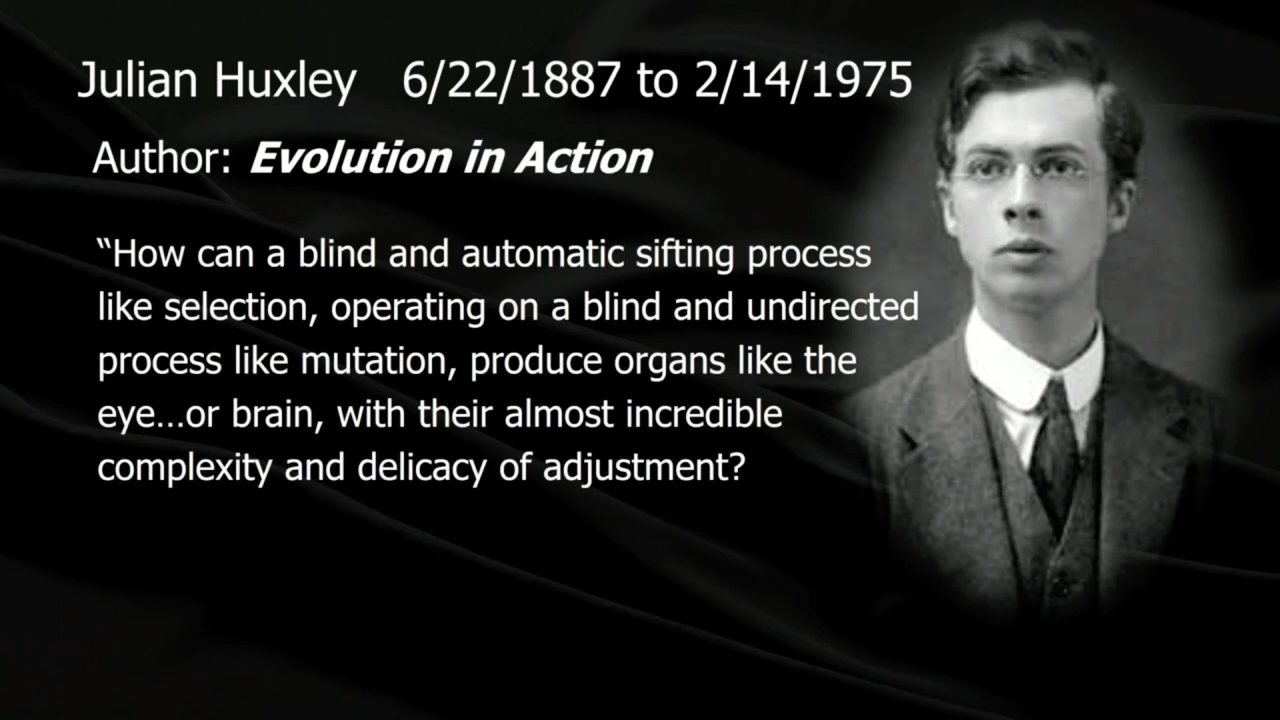 Julian Huxley 6/22/1887 to 2/14/1975
Author: Evolution in Action
“How can a blind and automatic sifting process
like selection, operating on a blind and undirected
process like mutation, produce organs like the
eye...or brain, with their almost incredible
complexity and delicacy of adjustment?